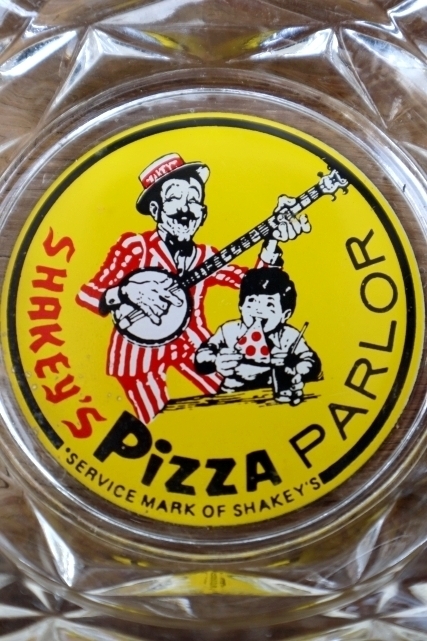 SHAKEY'S
PizzA
PARLOR
*SERVICE MARK OF SHAKEY'S